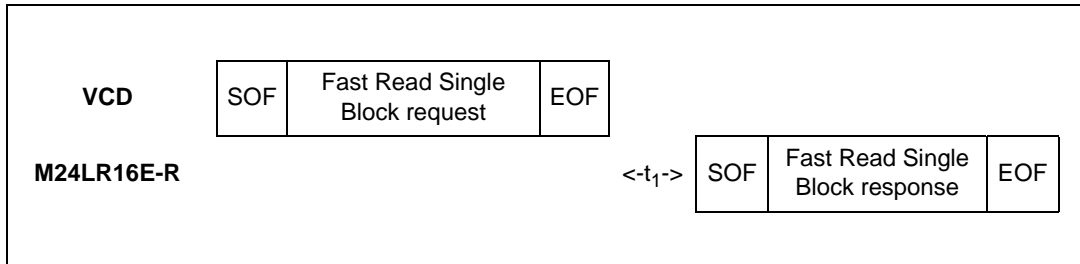 VCD SOF Fast Read Single EOF
Block request
M24LR16E-R <-t1-> SOF Fast Read Single EOF
Block response